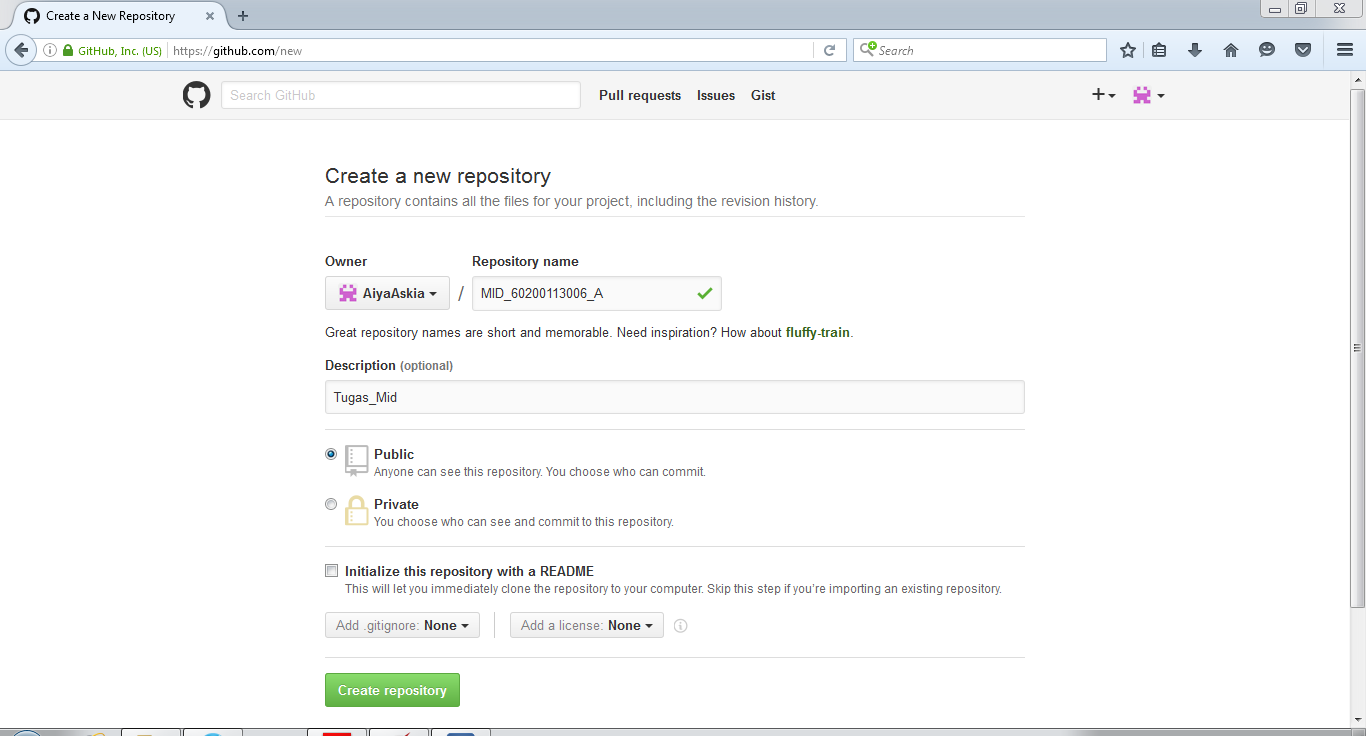 Create a New Repository
GitHub, Inc. (US) https://github.com/new Search
Search GitHub Pull requests Issues Gist
Create a new repository
A repository contains all the files for your project, including the revision history.
Owner Repository name
AiyaAskia / MID_60200113006_A
Great repository names are short and memorable. Need inspiration? How about fluffy-train.
Description (optional)
Tugas_Mid
Public
Anyone can see this repository. You choose who can commit.
Private
You choose who can see and commit to this repository.
Initialize this repository with a README
This will let you immediately clone the repository to your computer. Skip this step if you're importing an existing repository.
Add .gitignore: None Add a license: None
Create repository